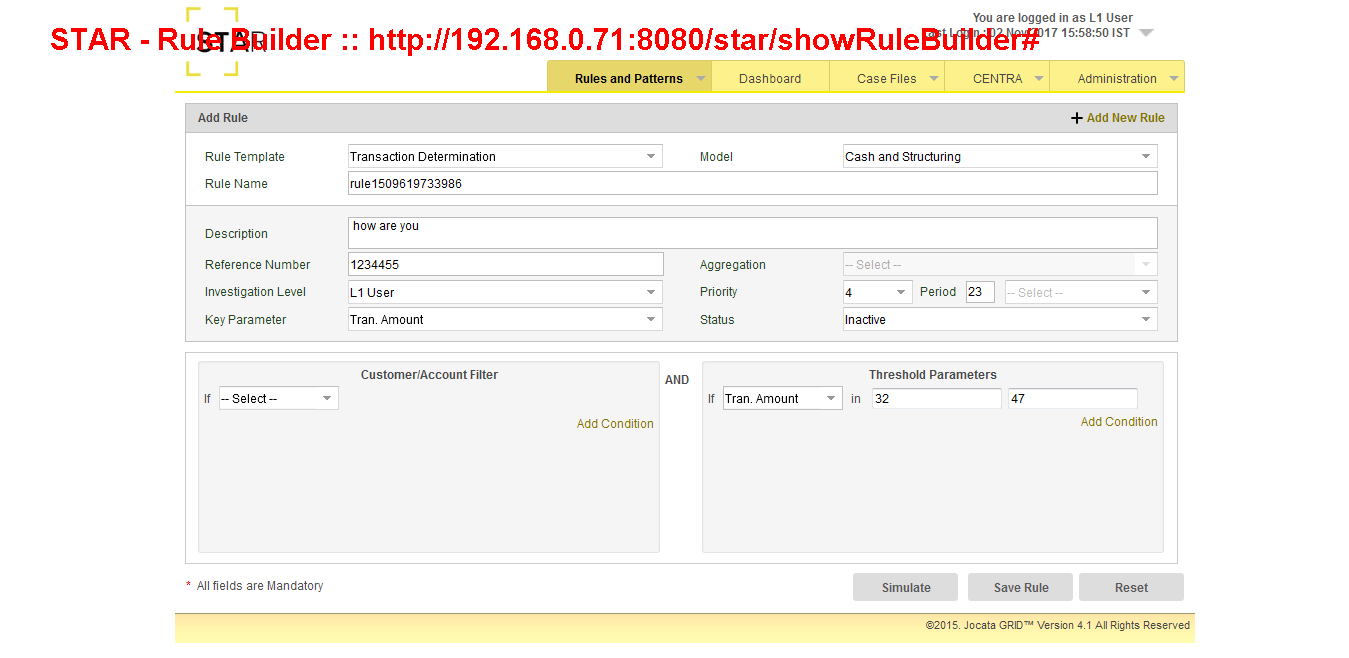 You are logged in as L1 User
STAR - Rule Builder :: http://192.168.0.71:8080/star/showRuleBuilder#
STAR
Last Login : 02 Nov 2017 15:58:50 IST
Rules and Patterns Dashboard Case Files CENTRA Administration
Add Rule + Add New Rule
Rule Template Transaction Determination Model Cash and Structuring
Rule Name rule1509619733986
Description how are you
Reference Number 1234455 Aggregation -- Select --
Investigation Level L1 User Priority 4 Period 23 -- Select --
Key Parameter Tran. Amount Status Inactive
Customer/Account Filter AND Threshold Parameters
If -- Select -- If Tran. Amount in 32 47
Add Condition Add Condition
* All fields are Mandatory Simulate Save Rule Reset
©2015. Jocata GRID™ Version 4.1 All Rights Reserved